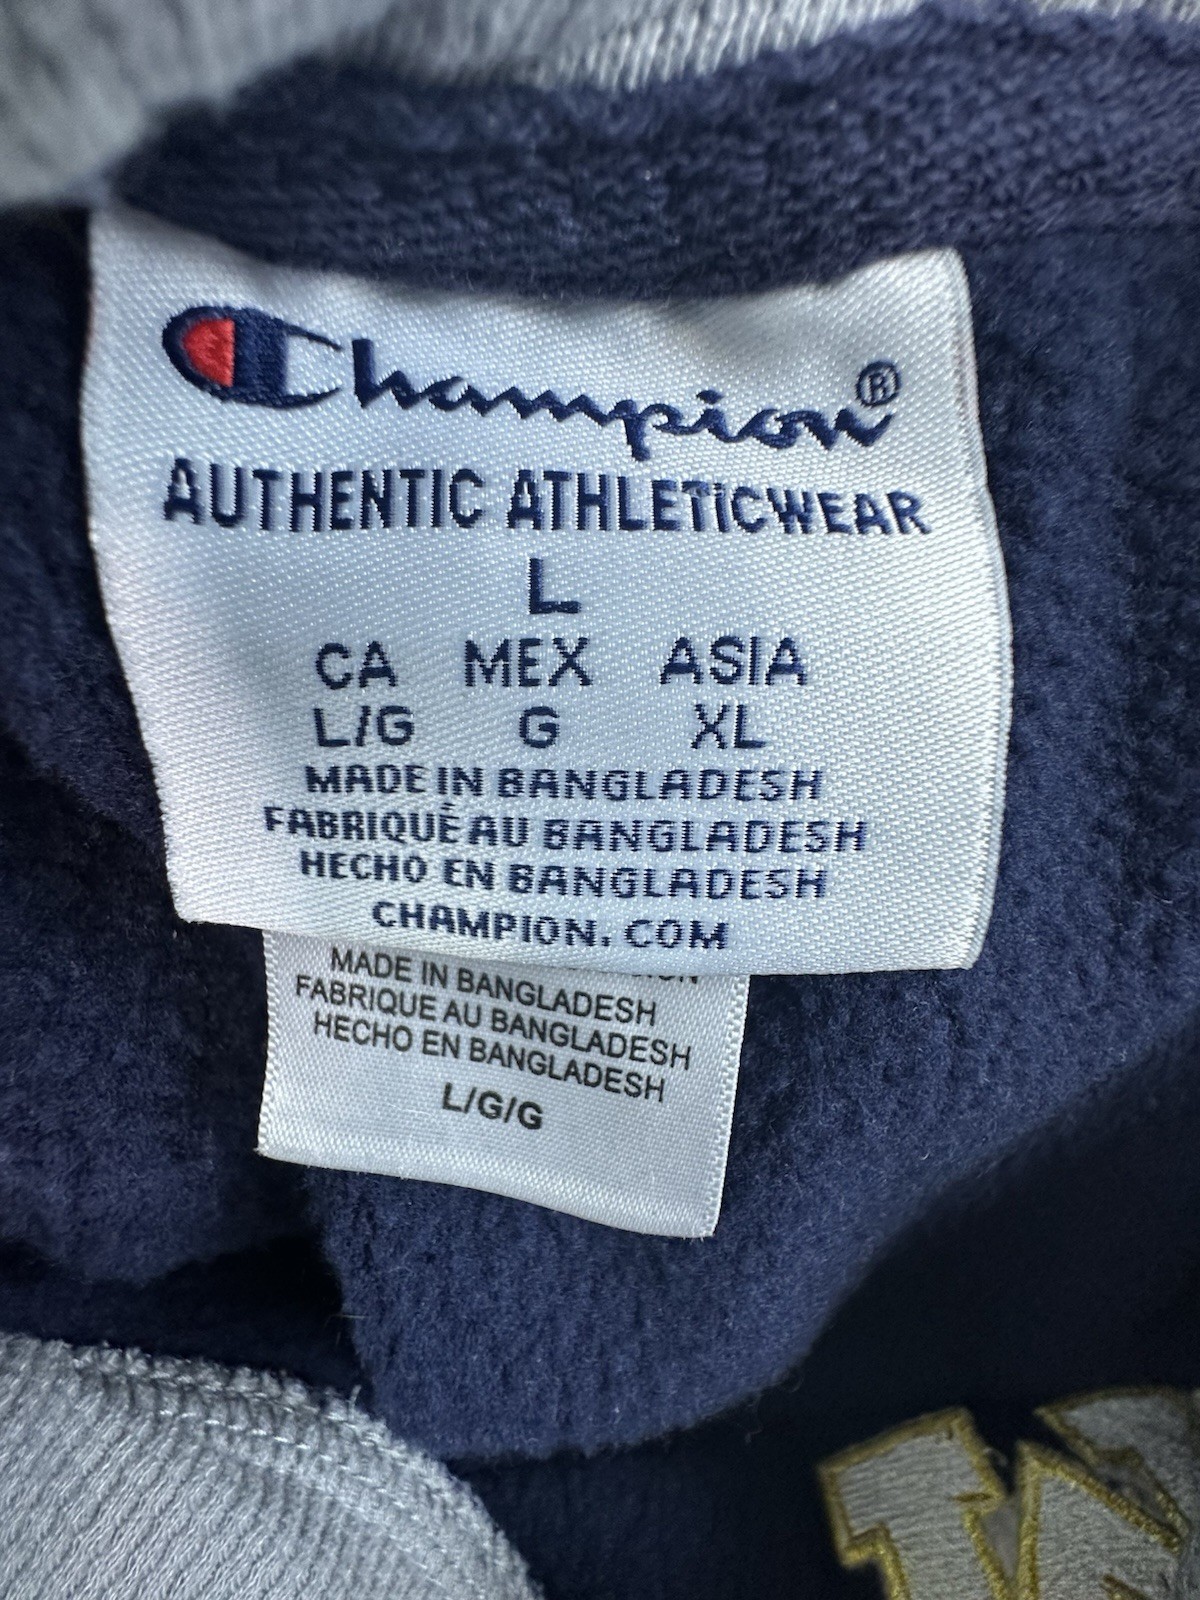 Champion®
AUTHENTIC ATHLETICWEAR
L
CA MEX ASIA
L/G G XL
MADE IN BANGLADESH
FABRIQUÉ AU BANGLADESH
HECHO EN BANGLADESH
CHAMPION.COM
MADE IN BANGLADESH
FABRIQUE AU BANGLADESH
HECHO EN BANGLADESH
L/G/G